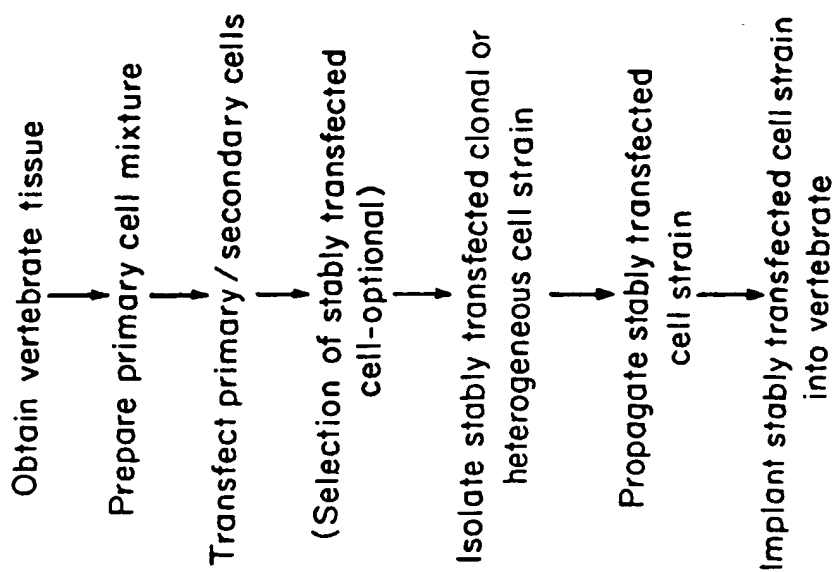 Obtain vertebrate tissue
Prepare primary cell mixture
Transfect primary/secondary cells
(Selection of stably transfected
cell-optional)
Isolate stably transfected clonal or
heterogeneous cell strain
Propagate stably transfected
cell strain
Implant stably transfected cell strain
into vertebrate